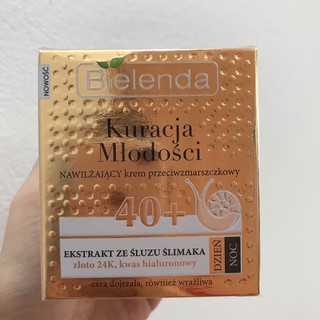 NOWOŚĆ
Bielenda
Kuracja
Młodości
NAWILŻAJĄCY krem przeciwzmarszczkowy
40+
EKSTRAKT ZE ŚLUZU ŚLIMAKA
złoto 24K, kwas hialuronowy
DZIEŃ
NOC
cera dojrzała, również wrażliwa